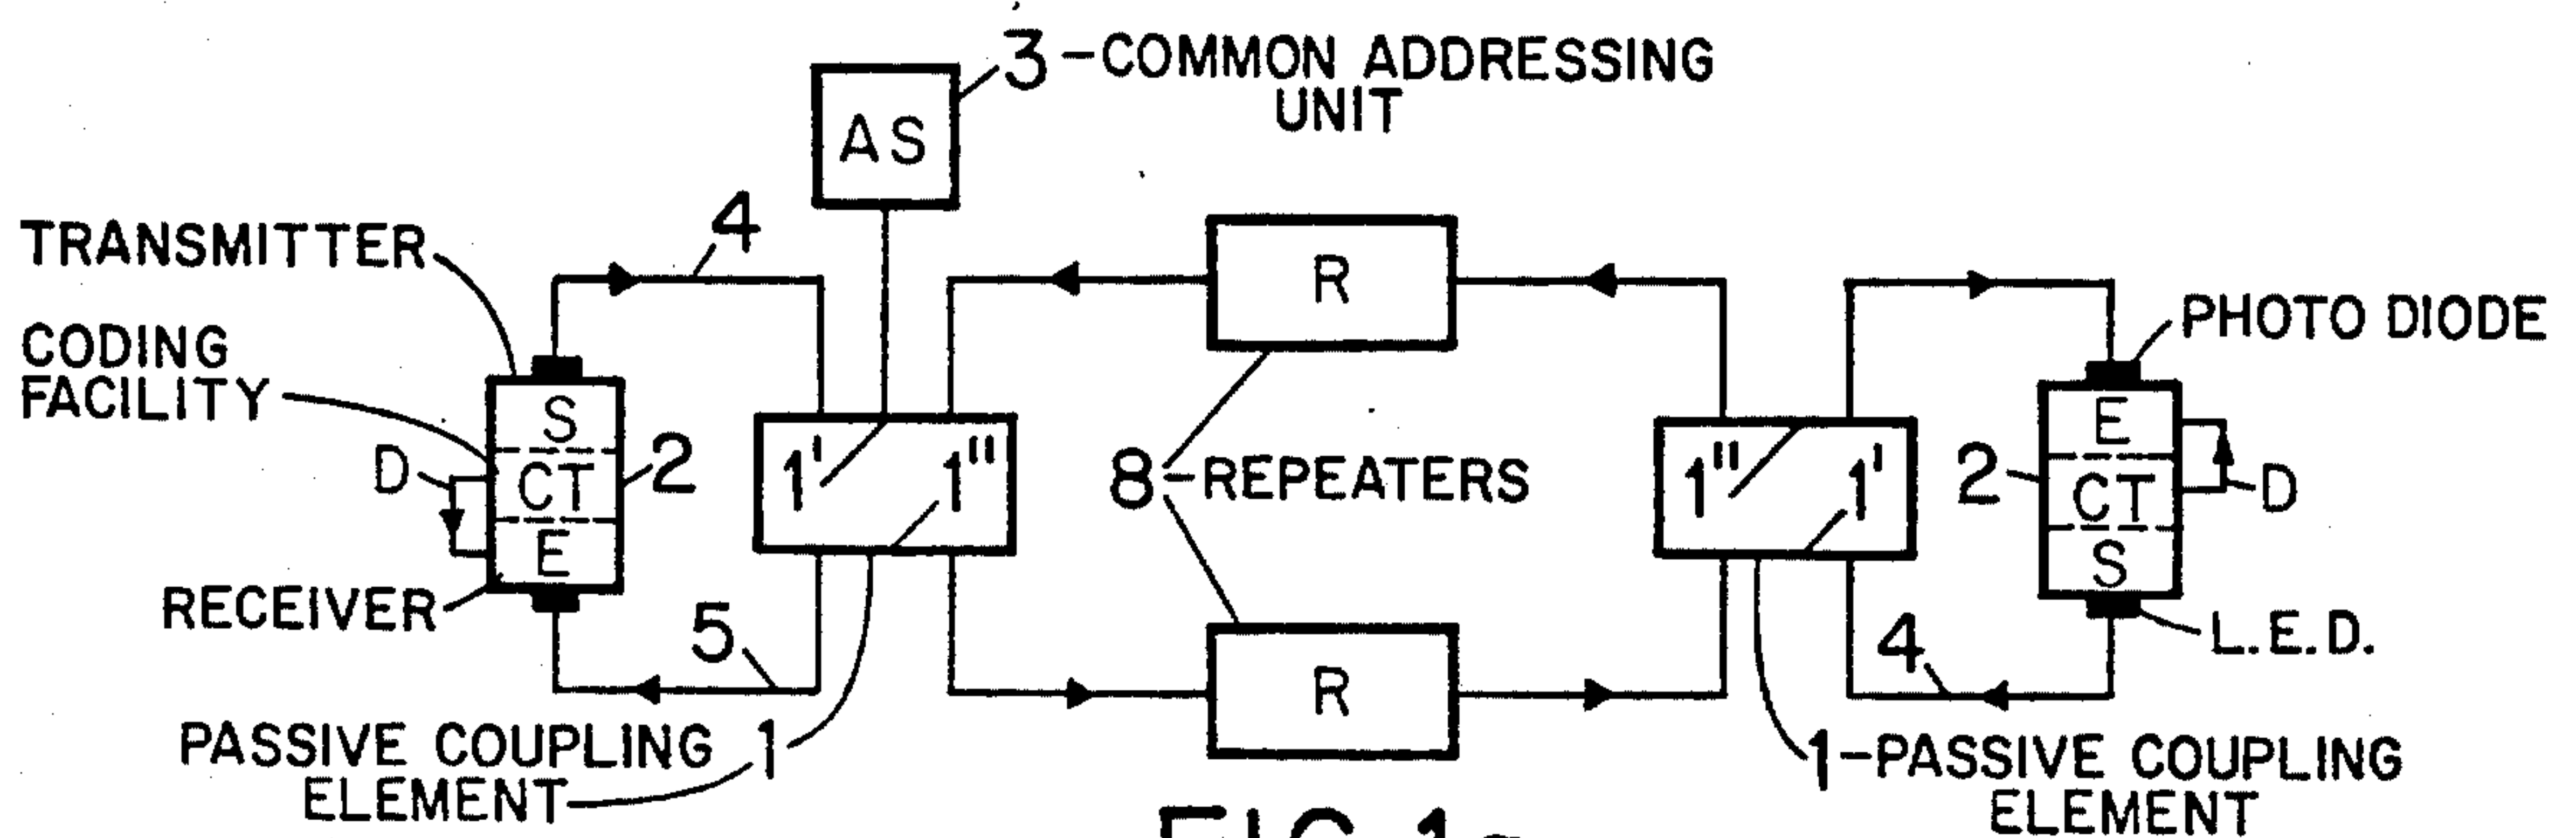 3-COMMON ADDRESSING
UNIT
AS
TRANSMITTER
4
R
PHOTO DIODE
CODING
FACILITY
S
CT
E
D
2
1' 1"
8-REPEATERS
1" 1'
2
E
CT
S
D
RECEIVER
5
R
4
L.E.D.
PASSIVE COUPLING
ELEMENT
1
1-PASSIVE COUPLING
ELEMENT